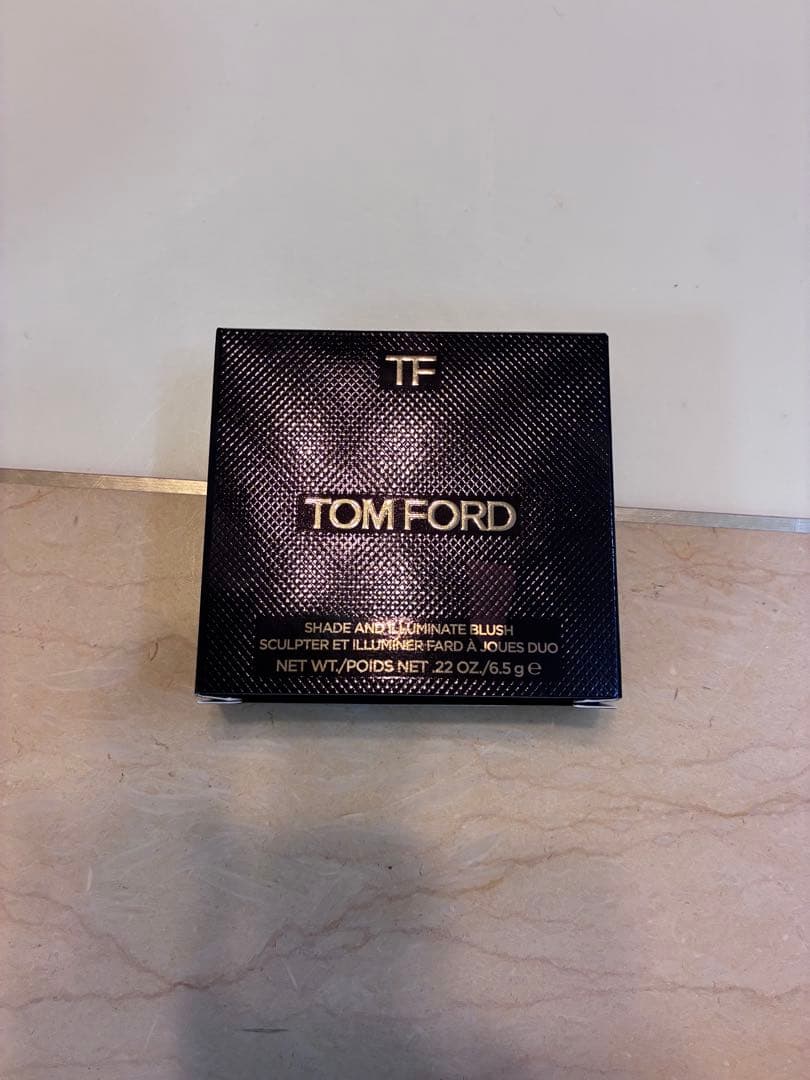 TF
TOM FORD
SHADE AND ILLUMINATE BLUSH
SCULPTER ET ILLUMINER FARD À JOUES DUO
NET WT./POIDS NET .22 OZ./6.5 g ℮